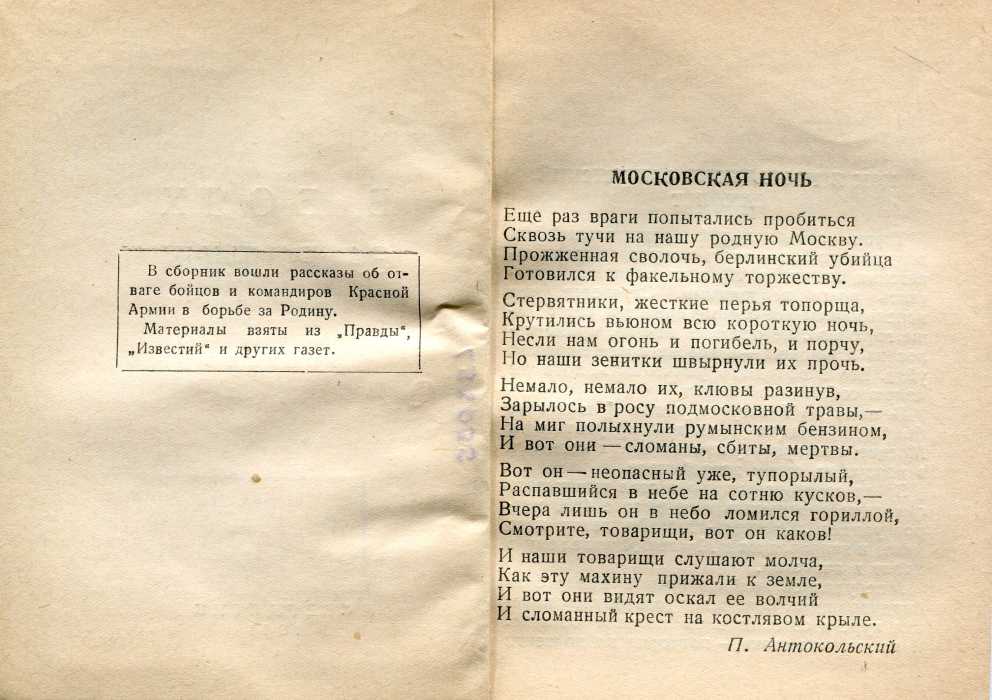 В сборник вошли рассказы об от-
ваге бойцов и командиров Красной
Армии в борьбе за Родину.
Материалы взяты из „Правды“,
„Известий“ и других газет.
МОСКОВСКАЯ НОЧЬ
Еще раз враги попытались пробиться
Сквозь тучи на нашу родную Москву.
Прожженная сволочь, берлинский убийца
Готовился к факельному торжеству.
Стервятники, жесткие перья топорща,
Крутились вьюном всю короткую ночь,
Несли нам огонь и погибель, и порчу,
Но наши зенитки швырнули их прочь.
Немало, немало их, клювы разинув,
Зарылось в росу подмосковной травы,—
На миг полыхнули румынским бензином,
И вот они — сломаны, сбиты, мертвы.
Вот он — неопасный уже, тупорылый,
Распавшийся в небе на сотню кусков,—
Вчера лишь он в небо ломился гориллой,
Смотрите, товарищи, вот он каков!
И наши товарищи слушают молча,
Как эту махину прижали к земле,
И вот они видят оскал ее волчий
И сломанный крест на костлявом крыле.
П. Антокольский